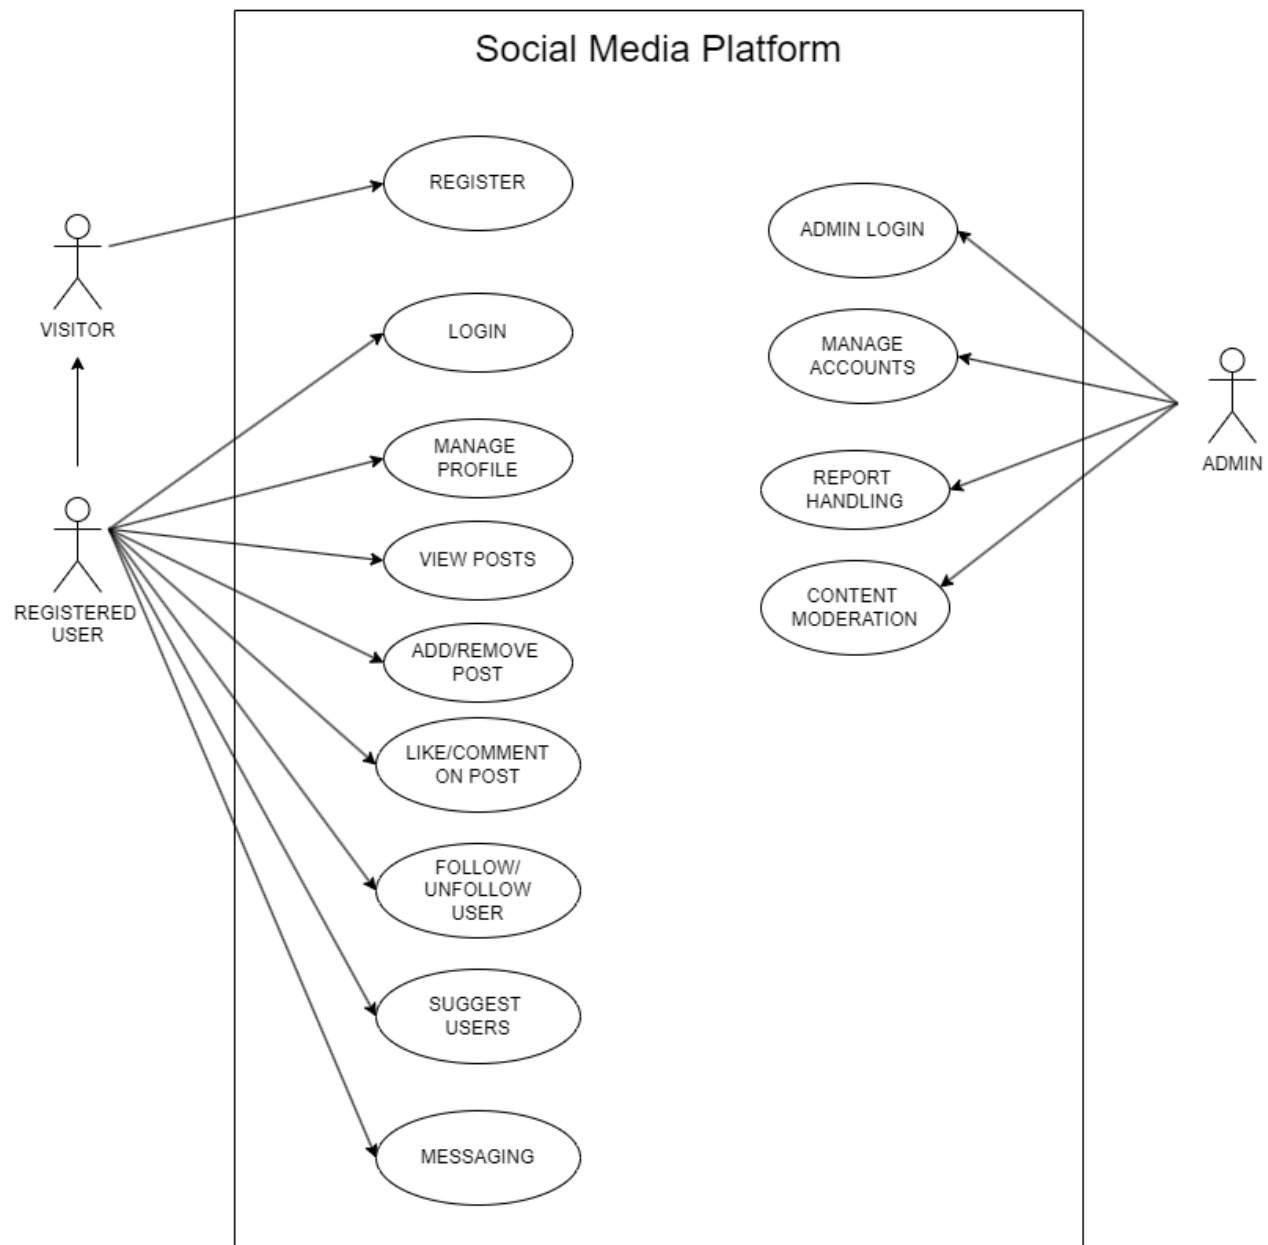 Social Media Platform
REGISTER
ADMIN LOGIN
VISITOR
LOGIN
MANAGE
ACCOUNTS
MANAGE
PROFILE
ADMIN
REPORT
HANDLING
VIEW POSTS
REGISTERED
USER
CONTENT
MODERATION
ADD/REMOVE
POST
LIKE/COMMENT
ON POST
FOLLOW/
UNFOLLOW
USER
SUGGEST
USERS
MESSAGING